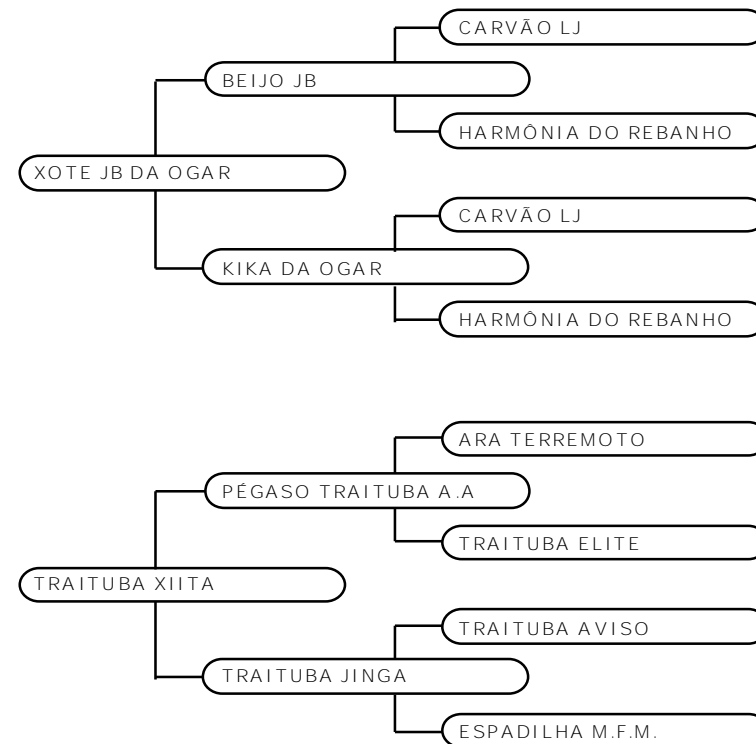 CARVÃO LJ
BEIJO JB
HARMÔNIA DO REBANHO
XOTE JB DA OGAR
CARVÃO LJ
KIKA DA OGAR
HARMÔNIA DO REBANHO
ARA TERREMOTO
PÉGASO TRAITUBA A.A
TRAITUBA ELITE
TRAITUBA XIITA
TRAITUBA AVISO
TRAITUBA JINGA
ESPADILHA M.F.M.